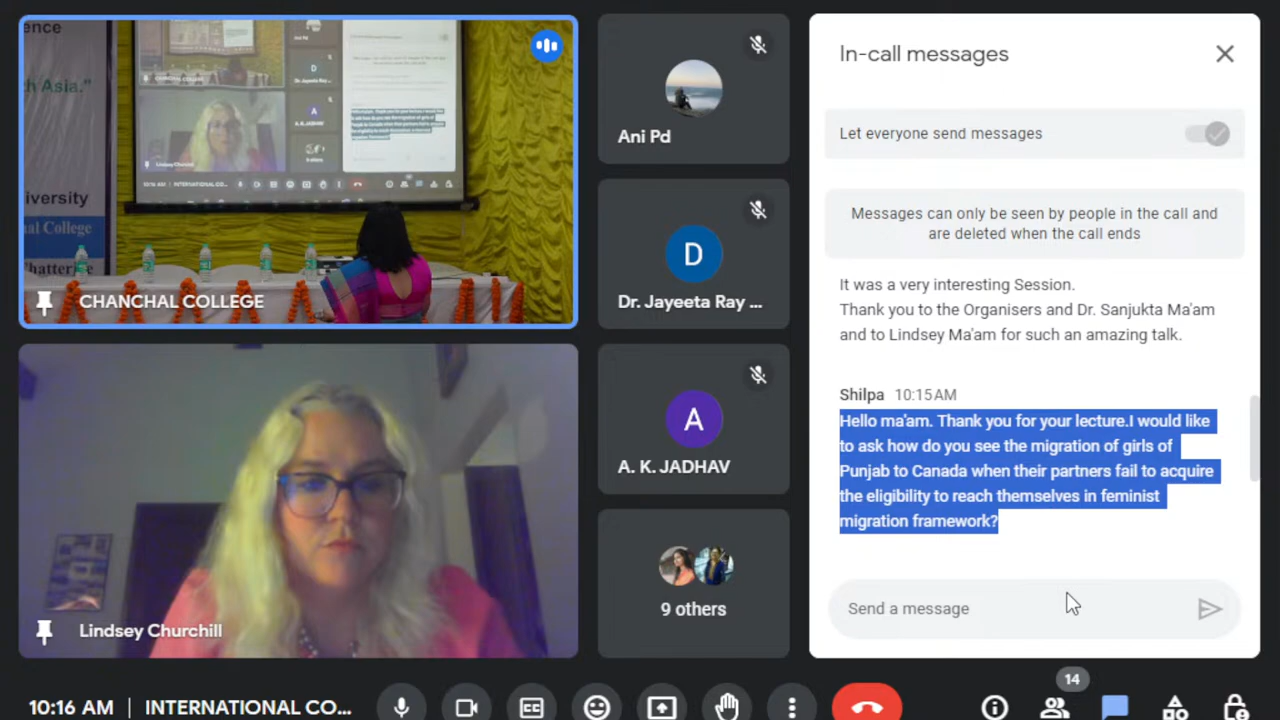 ence
h Asia."
iversity
al College
hatterje
CHANCHAL COLLEGE
Lindsey Churchill
Ani Pd
D
Dr. Jayeeta Ray ...
A
A. K. JADHAV
9 others
In-call messages
Let everyone send messages
Messages can only be seen by people in the call and
are deleted when the call ends
It was a very interesting Session.
Thank you to the Organisers and Dr. Sanjukta Ma'am
and to Lindsey Ma'am for such an amazing talk.
Shilpa 10:15 AM
Hello ma'am. Thank you for your lecture.I would like
to ask how do you see the migration of girls of
Punjab to Canada when their partners fail to acquire
the eligibility to reach themselves in feminist
migration framework?
Send a message
14
10:16 AM | INTERNATIONAL CO...